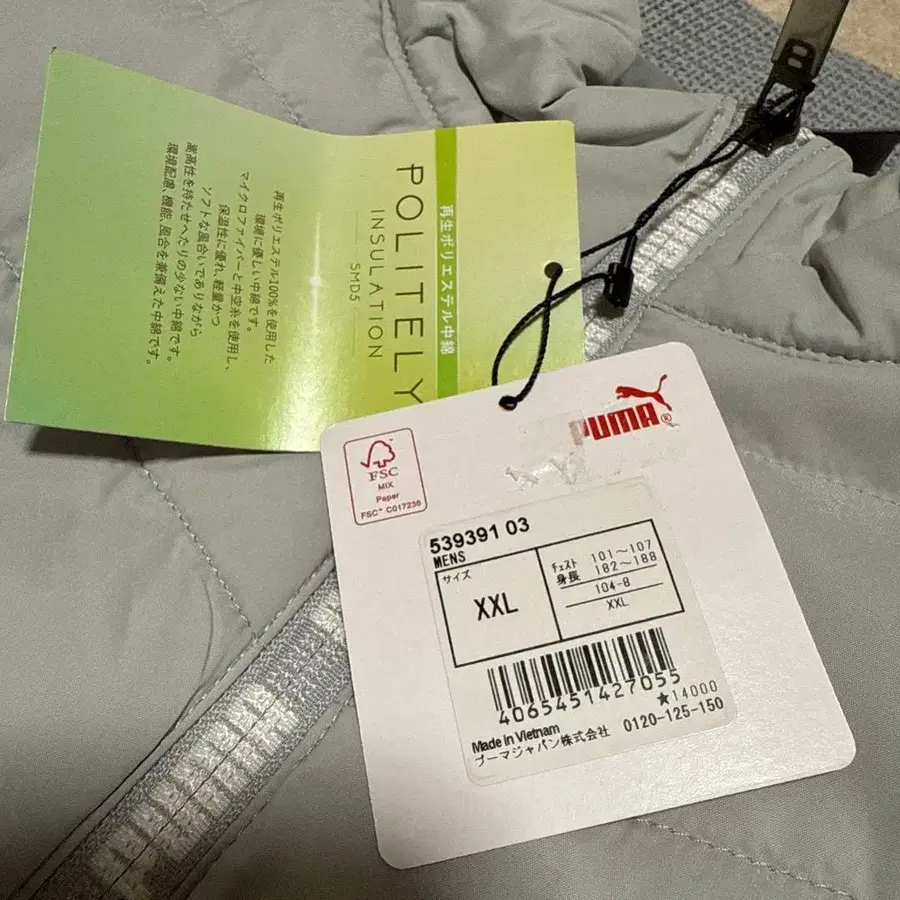 再生ポリエステル中綿
POLITELY
INSULATION
SMD5
再生ポリエステル100%を使用した
環境に優しい中綿です。
マイクロファイバーと中空糸を使用し、
保温性に優れ、軽量かつ
ソフトな風合いでありながら
嵩高性を持たせへたりの少ない中綿です。
環境配慮、機能、風合を兼備えた中綿です。
B
PUMA®
FSC
MIX
Paper
FSC™ C017236
539391 03
MENS
サイズ
XXL
チェスト 101～107
身長 182～188
104-8
XXL
4065451427055
★14000
Made in Vietnam
プーマジャパン株式会社 0120-125-150